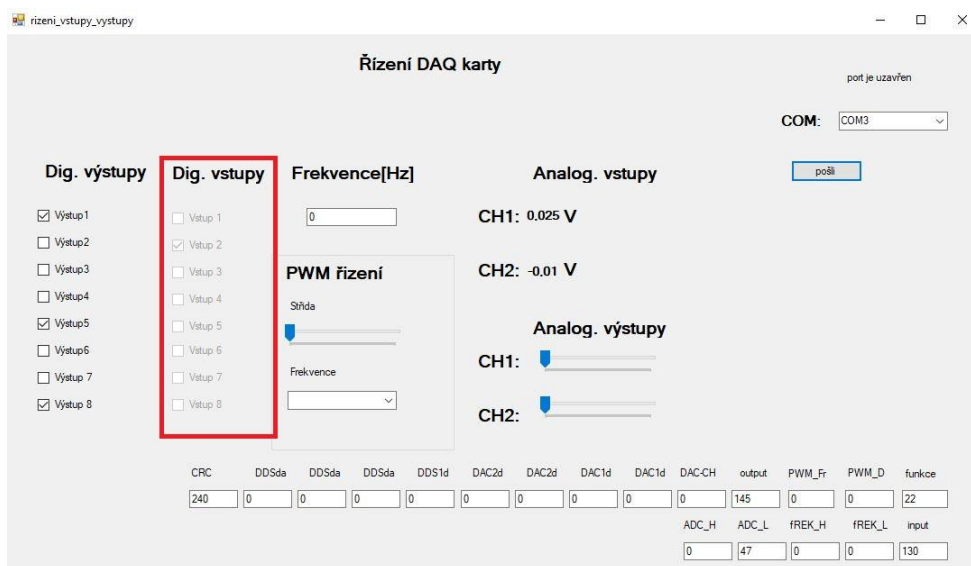 rizeni_vstupy_vystupy
Řízení DAQ karty
port je uzavřen
COM: COM3
Dig. výstupy
Výstup1
Výstup2
Výstup3
Výstup4
Výstup5
Výstup6
Výstup 7
Výstup 8
Dig. vstupy
Vstup 1
Vstup 2
Vstup 3
Vstup 4
Vstup 5
Vstup 6
Vstup 7
Vstup 8
Frekvence[Hz]
0
PWM řizení
Střída
Frekvence
Analog. vstupy
CH1: 0.025 V
CH2: -0.01 V
Analog. výstupy
CH1:
CH2:
pošli
CRC DDSda DDSda DDSda DDS1d DAC2d DAC2d DAC1d DAC1d DAC-CH output PWM_Fr PWM_D funkce
240 0 0 0 0 0 0 0 0 0 145 0 0 22
ADC_H ADC_L fREK_H fREK_L input
0 47 0 0 130